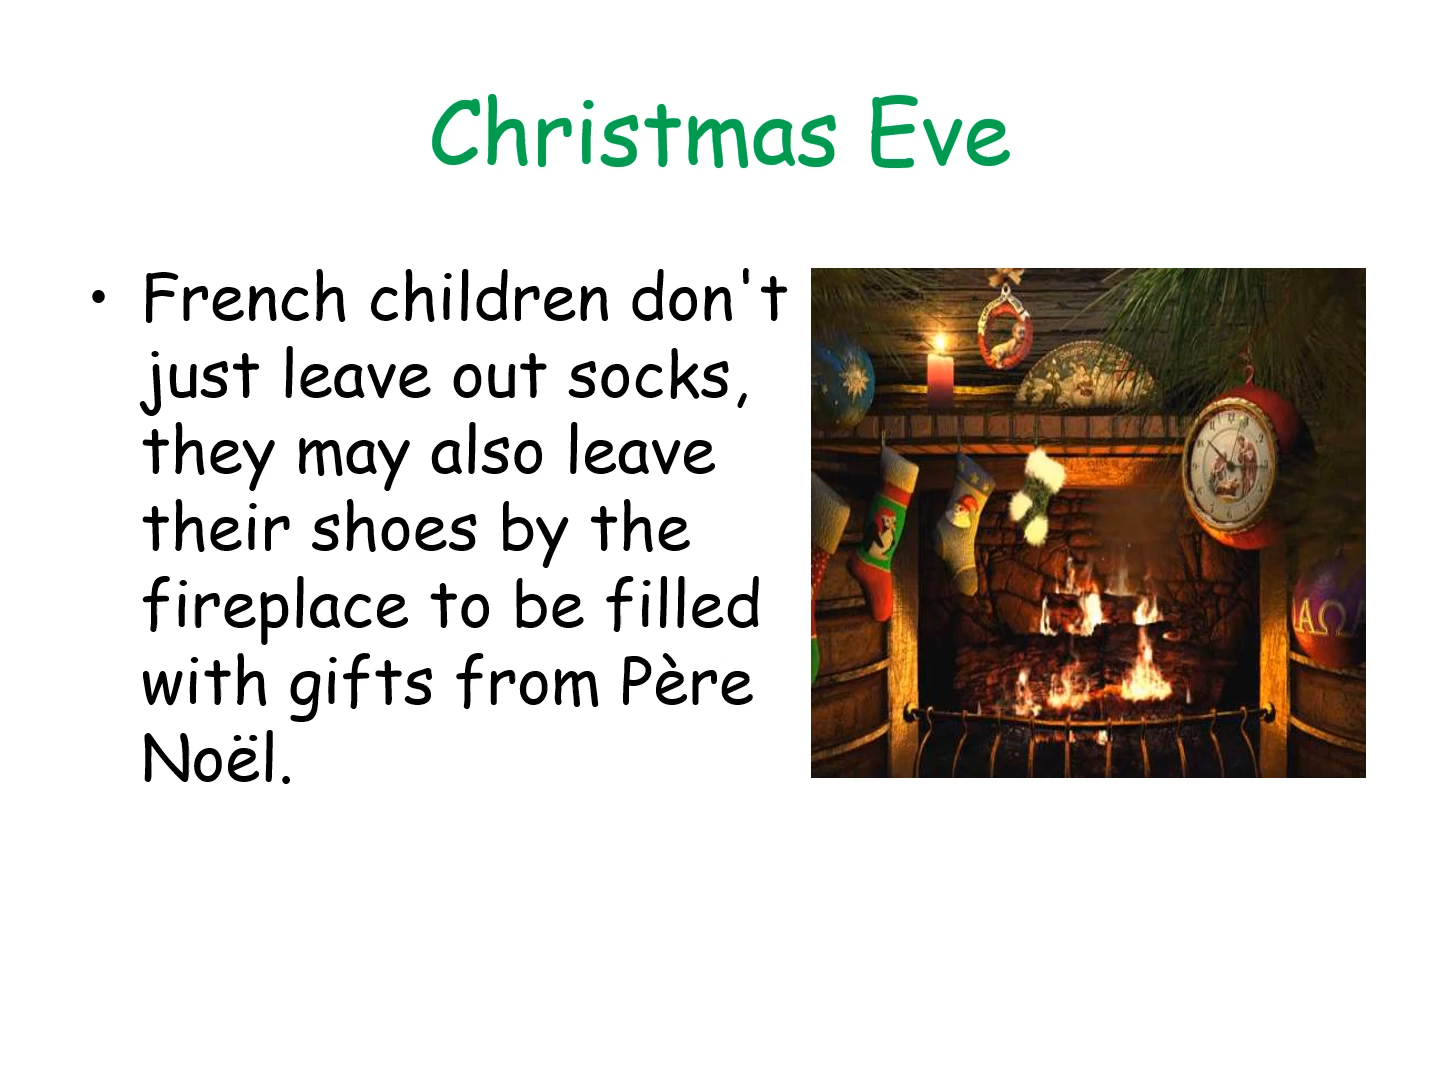 Christmas Eve
• French children don't
just leave out socks,
they may also leave
their shoes by the
fireplace to be filled
with gifts from Père
Noël.
ΑΩ